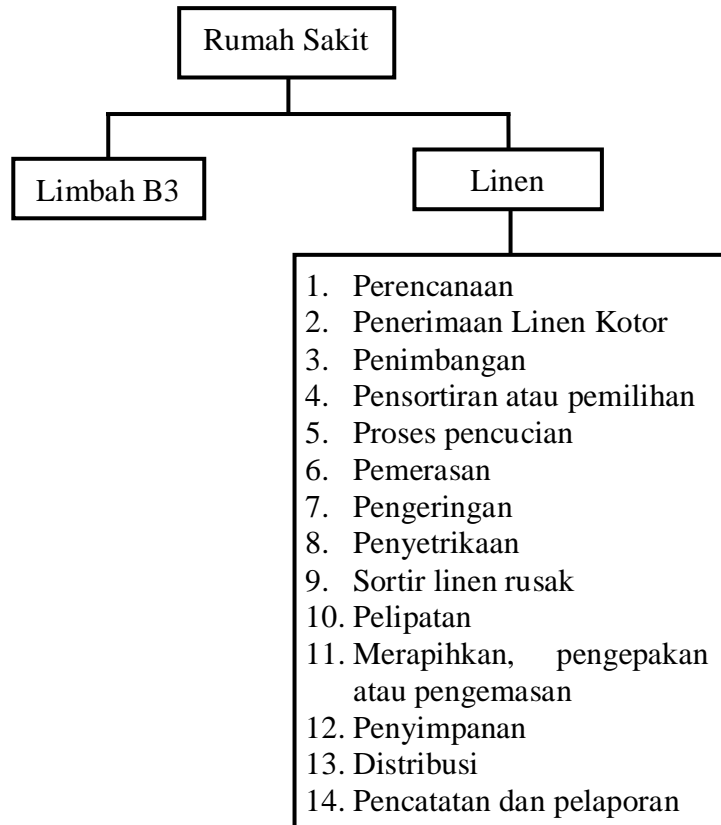 Rumah Sakit
Limbah B3
Linen
1. Perencanaan
2. Penerimaan Linen Kotor
3. Penimbangan
4. Pensortiran atau pemilihan
5. Proses pencucian
6. Pemerasan
7. Pengeringan
8. Penyetrikaan
9. Sortir linen rusak
10. Pelipatan
11. Merapihkan, pengepakan
atau pengemasan
12. Penyimpanan
13. Distribusi
14. Pencatatan dan pelaporan